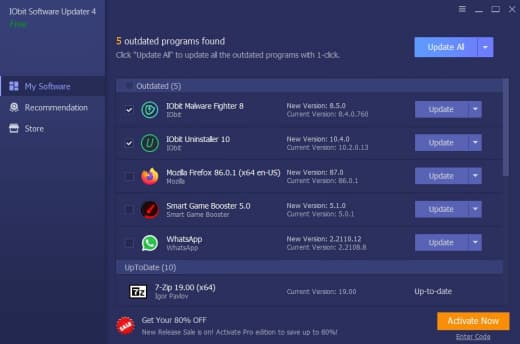 IObit Software Updater 4
Free
My Software
Recommendation
Store
5 outdated programs found
Click "Update All" to update all the outdated programs with 1-click.
Update All
Outdated (5)
IObit Malware Fighter 8
IObit
New Version: 8.5.0
Current Version: 8.4.0.760
Update
IObit Uninstaller 10
IObit
New Version: 10.4.0
Current Version: 10.2.0.13
Update
Mozilla Firefox 86.0.1 (x64 en-US)
Mozilla
New Version: 87.0
Current Version: 86.0.1
Update
Smart Game Booster 5.0
Smart Game Booster
New Version: 5.1.0
Current Version: 5.0.1
Update
WhatsApp
WhatsApp
New Version: 2.2110.12
Current Version: 2.2108.8
Update
UpToDate (10)
7z
7-Zip 19.00 (x64)
Igor Pavlov
Current Version: 19.00
Up-to-date
SALE
Get Your 80% OFF
New Release Sale is on! Activate Pro edition to save up to 80%!
Activate Now
Enter Code